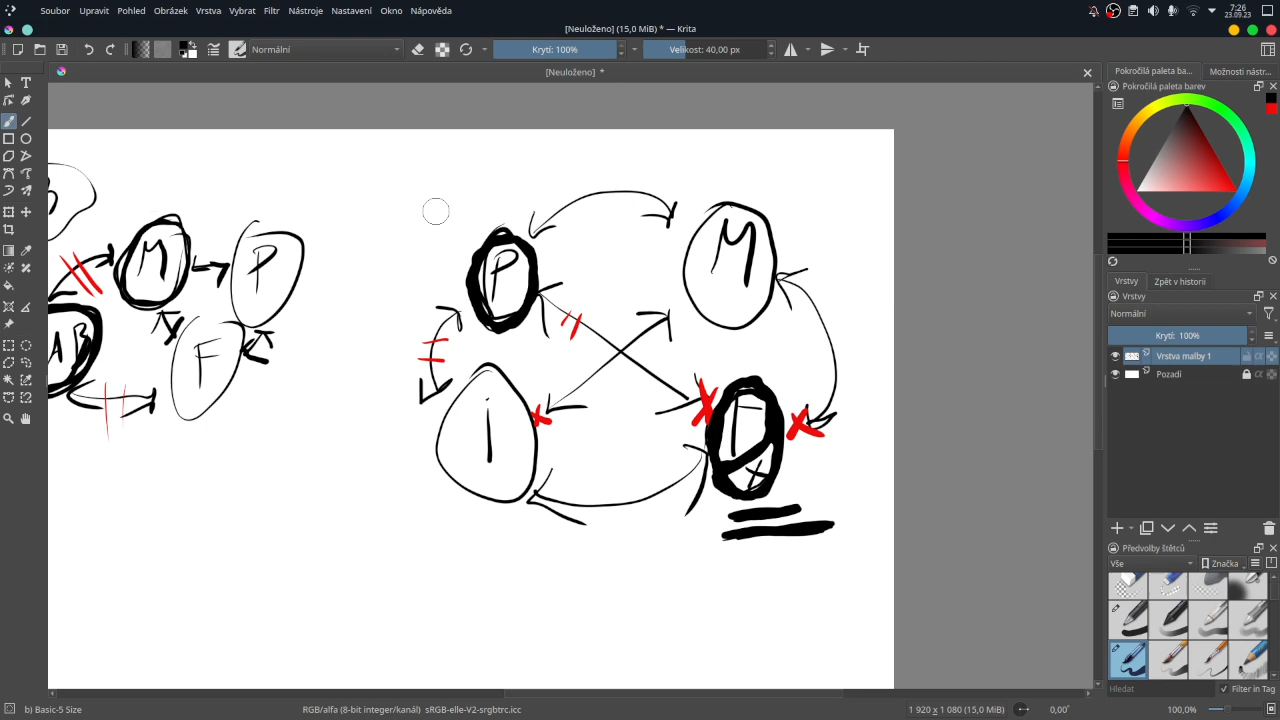 Soubor Upravit Pohled Obrázek Vrstva Vybrat Filtr Nástroje Nastavení Okno Nápověda
7:26
23.09.23
[Neuloženo] (15,0 MiB) * — Krita
Normální
Krytí: 100%
Velikost: 40,00 px
[Neuloženo] *
Pokročilá paleta ba...
Možnosti nástr...
Pokročilá paleta barev
M
P
F
AB
P
M
i
F
Vrstvy
Zpět v historii
Vrstvy
Normální
Krytí: 100%
Vrstva malby 1
Pozadí
Předvolby štětců
Vše
Značka
Hledat
Filter in Tag
b) Basic-5 Size
RGB/alfa (8-bit integer/kanál) sRGB-elle-V2-srgbtrc.icc
1 920 x 1 080 (15,0 MiB)
0,00°
100,0%